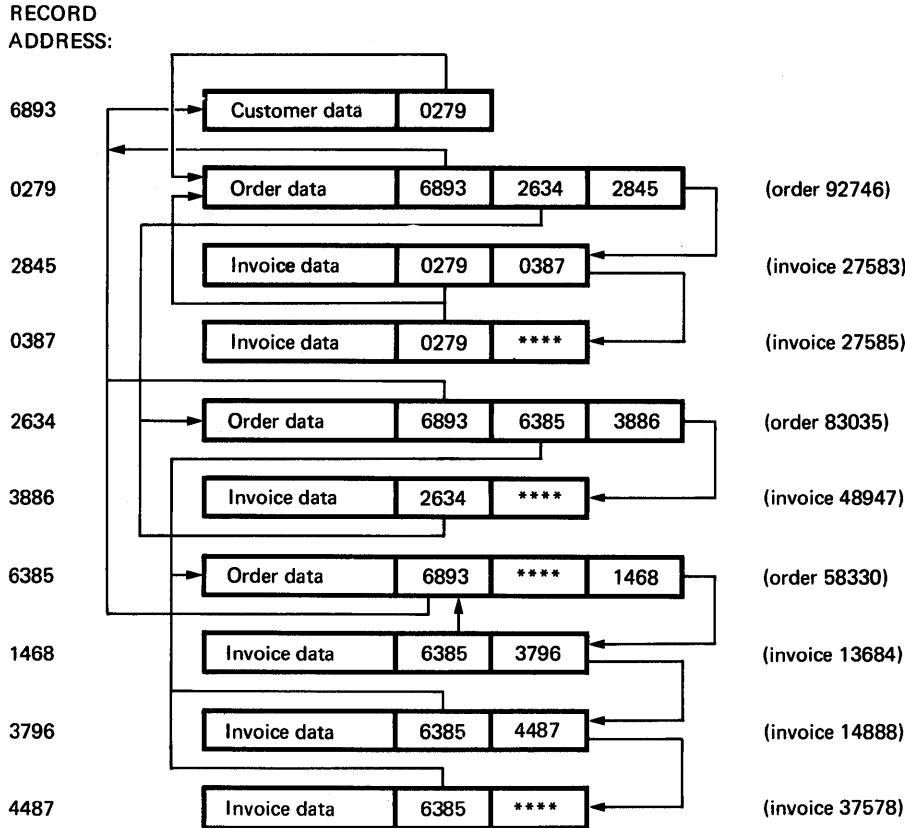 RECORD
ADDRESS:
6893 Customer data 0279
0279 Order data 6893 2634 2845 (order 92746)
2845 Invoice data 0279 0387 (invoice 27583)
0387 Invoice data 0279 **** (invoice 27585)
2634 Order data 6893 6385 3886 (order 83035)
3886 Invoice data 2634 **** (invoice 48947)
6385 Order data 6893 **** 1468 (order 58330)
1468 Invoice data 6385 3796 (invoice 13684)
3796 Invoice data 6385 4487 (invoice 14888)
4487 Invoice data 6385 **** (invoice 37578)